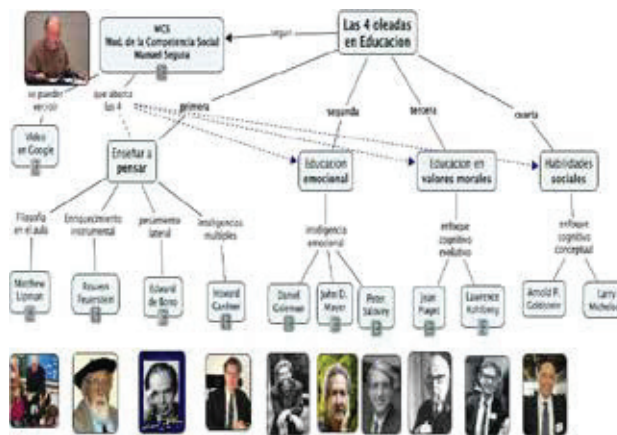 Las 4 oleadas
en Educacion
segun
MCS
Mod. de la Competencia Social
Manuel Segura
se puede
ver en
que abarca
las 4
primera
segunda
tercera
cuarta
Video
en Google
Enseñar a
pensar
Educacion
emocional
Educacion en
valores morales
Habilidades
sociales
Filosofia
en el aula
Enriquecimiento
instrumental
pensamiento
lateral
inteligencias
multiples
inteligencia
emocional
enfoque
cognitivo
evolutivo
enfoque
cognitivo
conceptual
Matthew
Lipman
Reuven
Feuerstein
Edward
de Bono
Howard
Gardner
Daniel
Goleman
John D.
Mayer
Peter
Salovey
Jean
Piaget
Lawrence
Kohlberg
Arnold P.
Goldstein
Larry